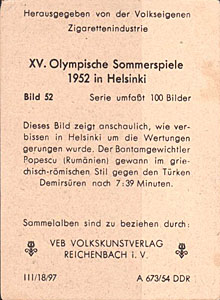 Herausgegeben von der Volkseigenen
Zigarettenindustrie
XV. Olympische Sommerspiele
1952 in Helsinki
Bild 52 Serie umfaßt 100 Bilder
Dieses Bild zeigt anschaulich, wie ver-
bissen in Helsinki um die Wertungen
gerungen wurde. Der Bantamgewichtler
Popescu (Rumänien) gewann im griechi-
sch-römischen Stil gegen den Türken
Demirsüren nach 7:39 Minuten.
Sammelalben sind zu beziehen durch:
VEB VOLKSKUNSTVERLAG
REICHENBACH i. V.
III/18/97 A 673/54 DDR